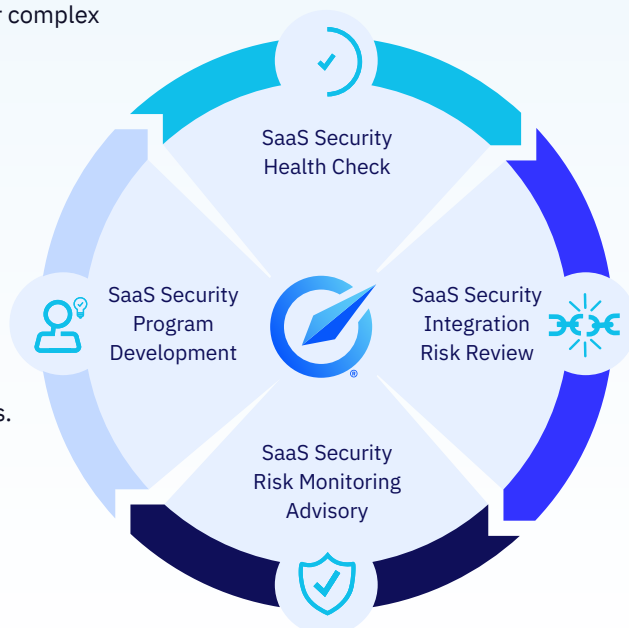 r complex
SaaS Security
Health Check
SaaS Security
Program
Development
SaaS Security
Integration
Risk Review
s.
SaaS Security
Risk Monitoring
Advisory
®